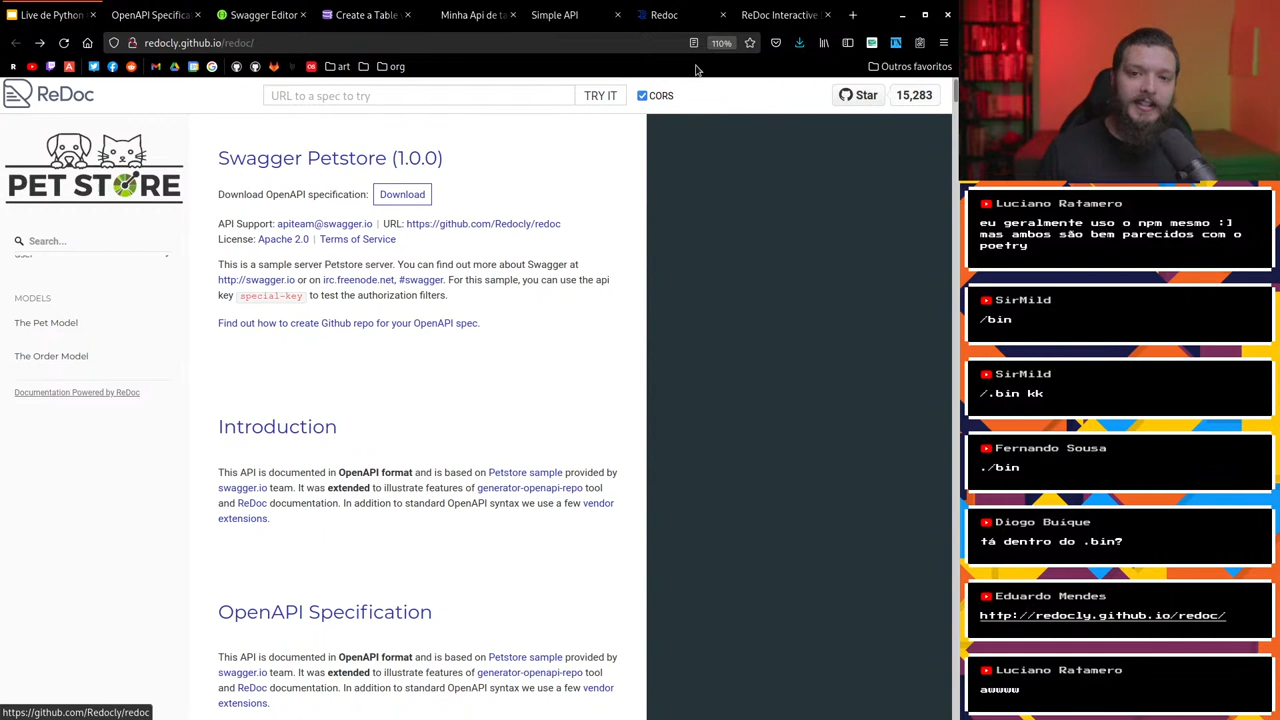 Live de Python
OpenAPI Specifica
Swagger Editor
Create a Table
Minha Api de ta
Simple API
Redoc
ReDoc Interactive
redocly.github.io/redoc/
110%
art
org
Outros favoritos
ReDoc
URL to a spec to try
TRY IT
CORS
Star
15,283
PET STORE
Search...
user
MODELS
The Pet Model
The Order Model
Documentation Powered by ReDoc
Swagger Petstore (1.0.0)
Download OpenAPI specification: Download
API Support: apiteam@swagger.io | URL: https://github.com/Redocly/redoc
License: Apache 2.0 | Terms of Service
This is a sample server Petstore server. You can find out more about Swagger at
http://swagger.io or on irc.freenode.net, #swagger. For this sample, you can use the api
key special-key to test the authorization filters.
Find out how to create Github repo for your OpenAPI spec.
Introduction
This API is documented in OpenAPI format and is based on Petstore sample provided by
swagger.io team. It was extended to illustrate features of generator-openapi-repo tool
and ReDoc documentation. In addition to standard OpenAPI syntax we use a few vendor
extensions.
OpenAPI Specification
This API is documented in OpenAPI format and is based on Petstore sample provided by
swagger.io team. It was extended to illustrate features of generator-openapi-repo tool
and ReDoc documentation. In addition to standard OpenAPI syntax we use a few vendor
extensions.
https://github.com/Redocly/redoc
Luciano Ratamero
eu geralmente uso o npm mesmo :]
mas ambos são bem parecidos com o
poetry
SirMild
/bin
SirMild
/.bin kk
Fernando Sousa
./bin
Diogo Buique
tá dentro do .bin?
Eduardo Mendes
http://redocly.github.io/redoc/
Luciano Ratamero
awwww